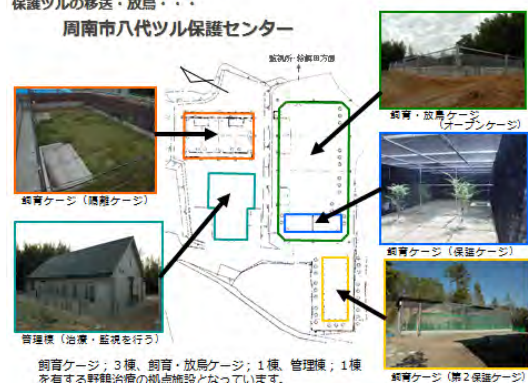 保護ツルの移送・放鳥・・・
周南市八代ツル保護センター
飼育・放鳥ケージ
(オープンケージ)
飼育ケージ（隔離ケージ）
飼育ケージ（保護ケージ）
管理棟（治療・監視を行う）
飼育ケージ（第２保護ケージ）
飼育ケージ；３棟、飼育・放鳥ケージ；１棟、管理棟；１棟
を有する野鶴治療の拠点施設となっています。